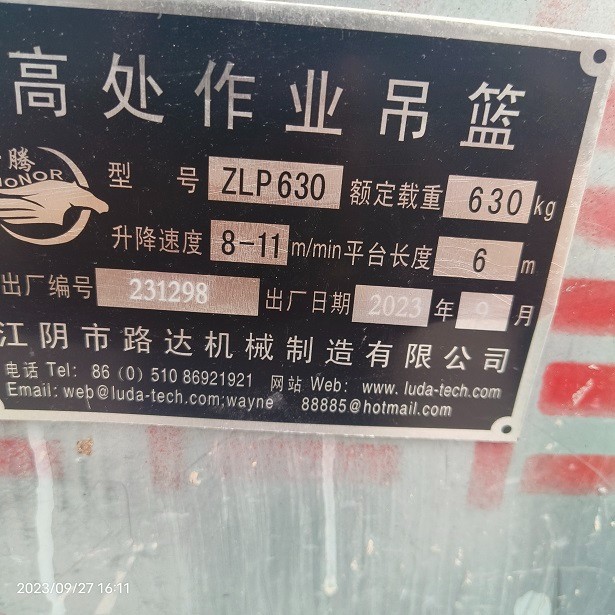 高处作业吊篮
腾
HONOR
型 号 ZLP630 额定载重 630 kg
升降速度 8-11 m/min 平台长度 6 m
出厂编号 231298 出厂日期 2023 年 9 月
江阴市路达机械制造有限公司
电话 Tel: 86 (0) 510 86921921 网站 Web: www.luda-tech.com
Email: web@luda-tech.com;wayne 88885@hotmail.com
2023/09/27 16:11